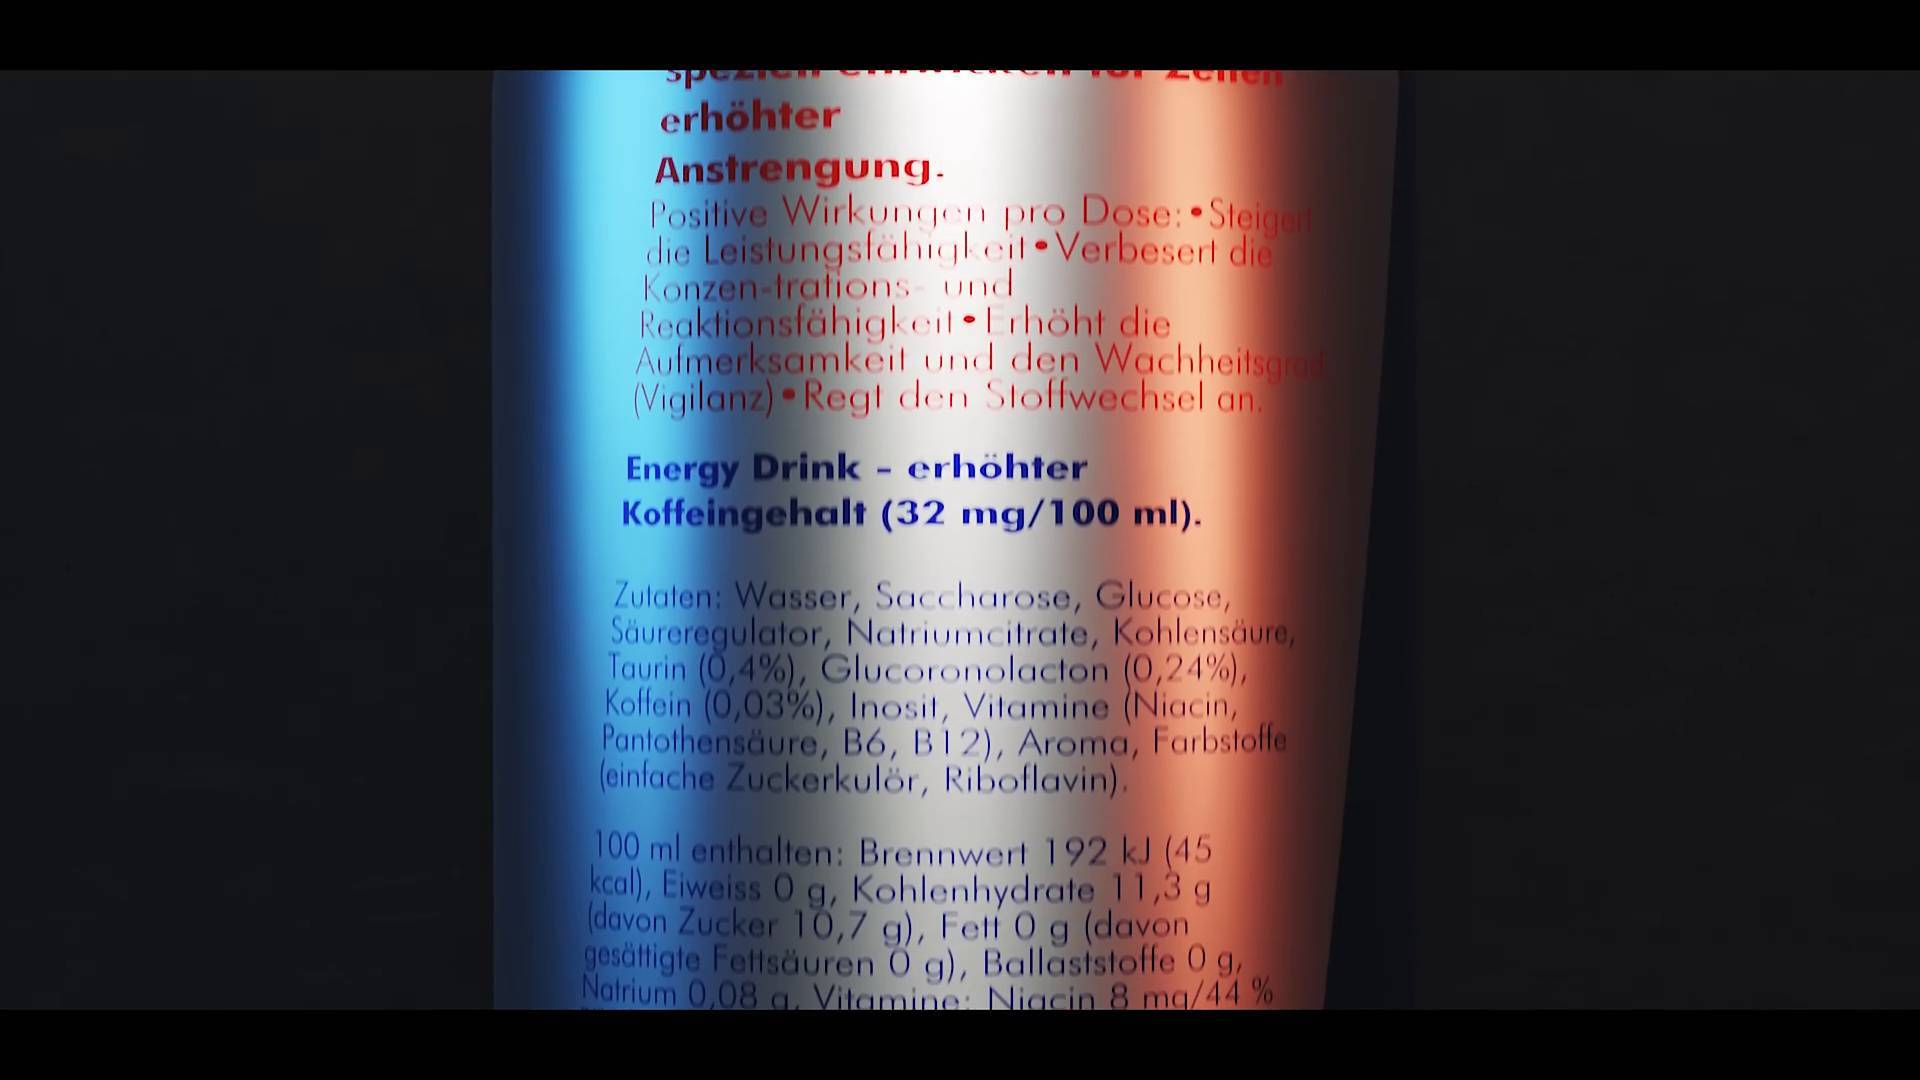 speziell entwickelt für Zeiten
erhöhter
Anstrengung.
Positive Wirkungen pro Dose: • Steigert
die Leistungsfähigkeit • Verbesert die
Konzen-trations- und
Reaktionsfähigkeit • Erhöht die
Aufmerksamkeit und den Wachheitsgrad
(Vigilanz) • Regt den Stoffwechsel an.
Energy Drink – erhöhter
Koffeingehalt (32 mg/100 ml).
Zutaten: Wasser, Saccharose, Glucose,
Säureregulator, Natriumcitrate, Kohlensäure,
Taurin (0,4%), Glucoronolacton (0,24%),
Koffein (0,03%), Inosit, Vitamine (Niacin,
Pantothensäure, B6, B12), Aroma, Farbstoffe
(einfache Zuckerkulör, Riboflavin).
100 ml enthalten: Brennwert 192 kJ (45
kcal), Eiweiss 0 g, Kohlenhydrate 11,3 g
(davon Zucker 10,7 g), Fett 0 g (davon
gesättigte Fettsäuren 0 g), Ballaststoffe 0 g,
Natrium 0,08 g, Vitamine: Niacin 8 mg/44 %